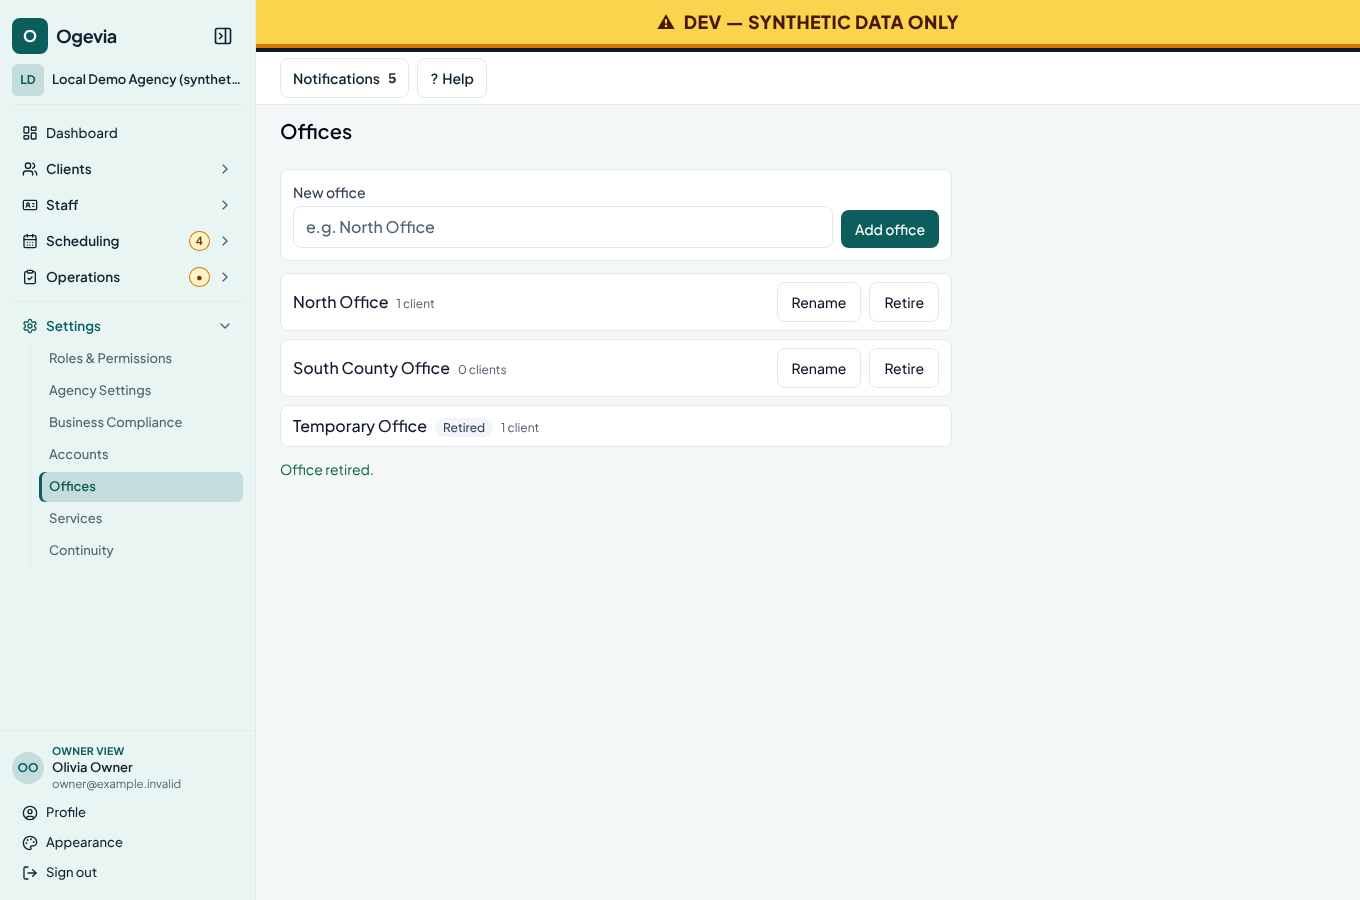 DEV — SYNTHETIC DATA ONLY
O Ogevia
LD Local Demo Agency (synthet...
Dashboard
Clients
Staff
Scheduling 4
Operations
Settings
Roles & Permissions
Agency Settings
Business Compliance
Accounts
Offices
Services
Continuity
OWNER VIEW
OO Olivia Owner
owner@example.invalid
Profile
Appearance
Sign out
Notifications 5 ? Help
Offices
New office
e.g. North Office Add office
North Office 1 client Rename Retire
South County Office 0 clients Rename Retire
Temporary Office Retired 1 client
Office retired.